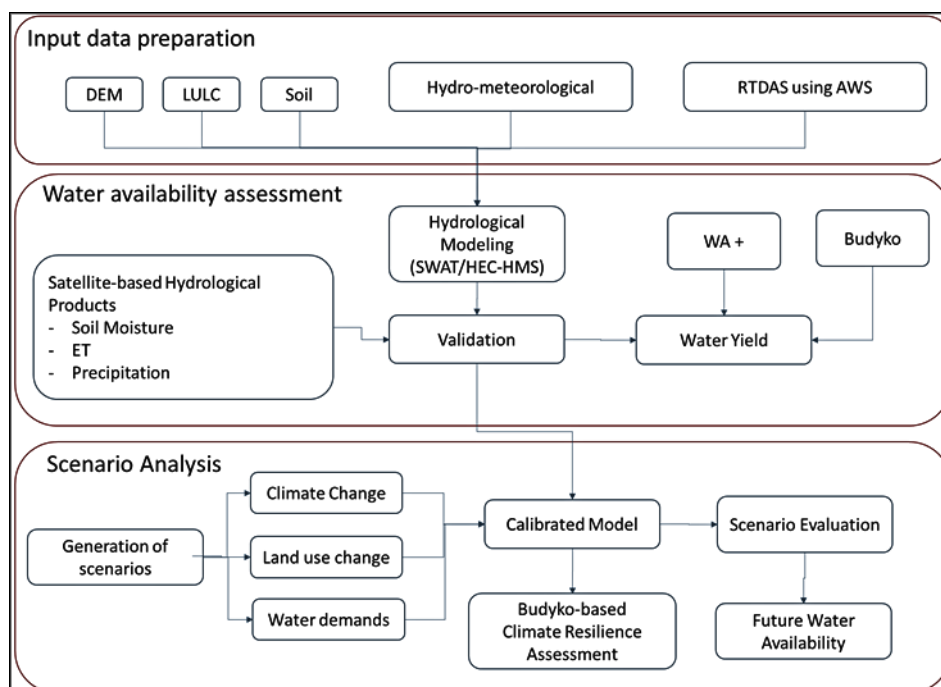 Input data preparation
DEM
LULC
Soil
Hydro-meteorological
RTDAS using AWS
Water availability assessment
Hydrological
Modeling
(SWAT/HEC-HMS)
WA +
Budyko
Satellite-based Hydrological
Products
- Soil Moisture
- ET
- Precipitation
Validation
Water Yield
Scenario Analysis
Generation of
scenarios
Climate Change
Land use change
Water demands
Calibrated Model
Scenario Evaluation
Budyko-based
Climate Resilience
Assessment
Future Water
Availability